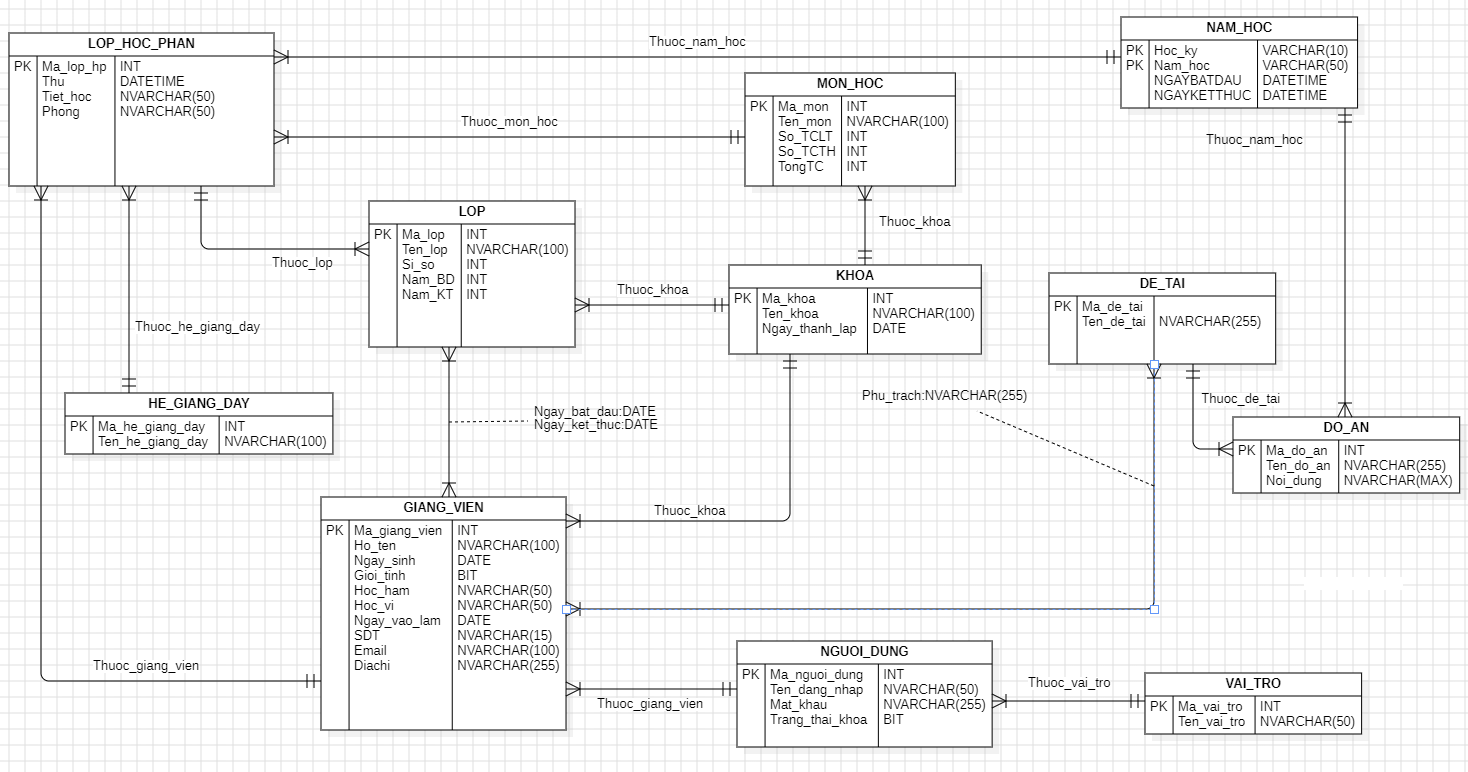 LOP_HOC_PHAN
PK Ma_lop_hp INT
Thu DATETIME
Tiet_hoc NVARCHAR(50)
Phong NVARCHAR(50)
Thuoc_nam_hoc
NAM_HOC
PK Hoc_ky VARCHAR(10)
PK Nam_hoc VARCHAR(50)
NGAYBATDAU DATETIME
NGAYKETTHUC DATETIME
MON_HOC
PK Ma_mon INT
Ten_mon NVARCHAR(100)
So_TCLT INT
So_TCTH INT
TongTC INT
Thuoc_mon_hoc
Thuoc_nam_hoc
LOP
PK Ma_lop INT
Ten_lop NVARCHAR(100)
Si_so INT
Nam_BD INT
Nam_KT INT
Thuoc_lop
Thuoc_khoa
Thuoc_khoa
KHOA
PK Ma_khoa INT
Ten_khoa NVARCHAR(100)
Ngay_thanh_lap DATE
DE_TAI
PK Ma_de_tai
Ten_de_tai NVARCHAR(255)
Thuoc_he_giang_day
HE_GIANG_DAY
PK Ma_he_giang_day INT
Ten_he_giang_day NVARCHAR(100)
Ngay_bat_dau:DATE
Ngay_ket_thuc:DATE
Phu_trach:NVARCHAR(255)
Thuoc_de_tai
DO_AN
PK Ma_do_an INT
Ten_do_an NVARCHAR(255)
Noi_dung NVARCHAR(MAX)
GIANG_VIEN
PK Ma_giang_vien INT
Ho_ten NVARCHAR(100)
Ngay_sinh DATE
Gioi_tinh BIT
Hoc_ham NVARCHAR(50)
Hoc_vi NVARCHAR(50)
Ngay_vao_lam DATE
SDT NVARCHAR(15)
Email NVARCHAR(100)
Diachi NVARCHAR(255)
Thuoc_khoa
Thuoc_giang_vien
Thuoc_giang_vien
NGUOI_DUNG
PK Ma_nguoi_dung INT
Ten_dang_nhap NVARCHAR(50)
Mat_khau NVARCHAR(255)
Trang_thai_khoa BIT
Thuoc_vai_tro
VAI_TRO
PK Ma_vai_tro INT
Ten_vai_tro NVARCHAR(50)